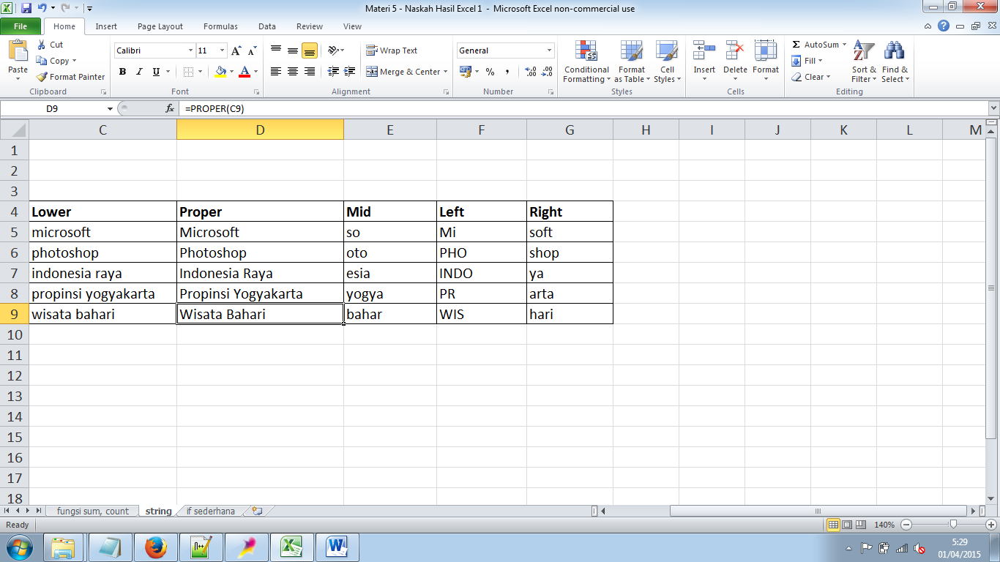 Materi 5 - Naskah Hasil Excel 1 - Microsoft Excel non-commercial use
File Home Insert Page Layout Formulas Data Review View
Paste Cut Copy Format Painter Clipboard
Calibri 11 A A B I U A Font
Wrap Text Merge & Center Alignment
General % , .00 .0 Number
Conditional Formatting Format as Table Cell Styles Styles
Insert Delete Format Cells
Σ AutoSum Fill Clear Sort & Filter Find & Select Editing
D9 fx =PROPER(C9)
C D E F G H I J K L M
1
2
3
4 Lower Proper Mid Left Right
5 microsoft Microsoft so Mi soft
6 photoshop Photoshop oto PHO shop
7 indonesia raya Indonesia Raya esia INDO ya
8 propinsi yogyakarta Propinsi Yogyakarta yogya PR arta
9 wisata bahari Wisata Bahari bahar WIS hari
10
11
12
13
14
15
16
17
18
fungsi sum, count string if sederhana
Ready 140%
5:29
01/04/2015